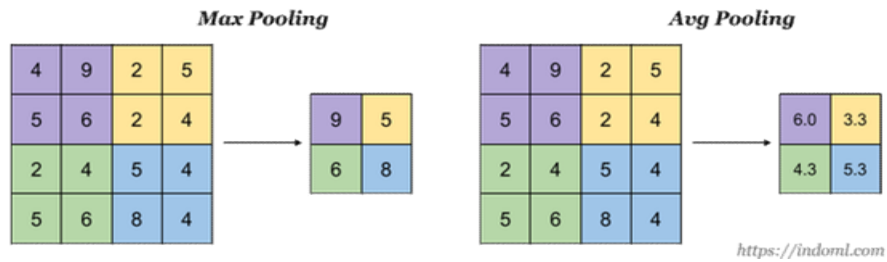 Max Pooling
Avg Pooling
4 9 2 5
5 6 2 4
2 4 5 4
5 6 8 4
9 5
6 8
4 9 2 5
5 6 2 4
2 4 5 4
5 6 8 4
6.0 3.3
4.3 5.3
https://indoml.com